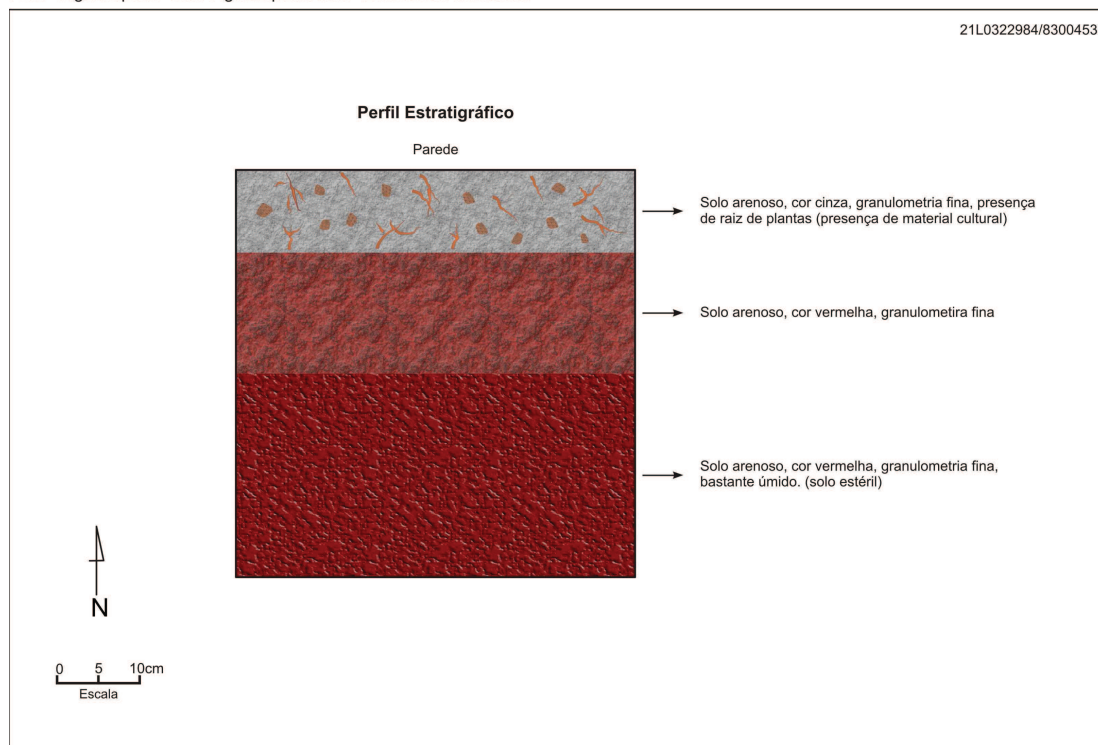 21L0322984/8300453
Perfil Estratigráfico
Parede
Solo arenoso, cor cinza, granulometria fina, presença
de raiz de plantas (presença de material cultural)
Solo arenoso, cor vermelha, granulometira fina
Solo arenoso, cor vermelha, granulometria fina,
bastante úmido. (solo estéril)
N
0 5 10cm
Escala